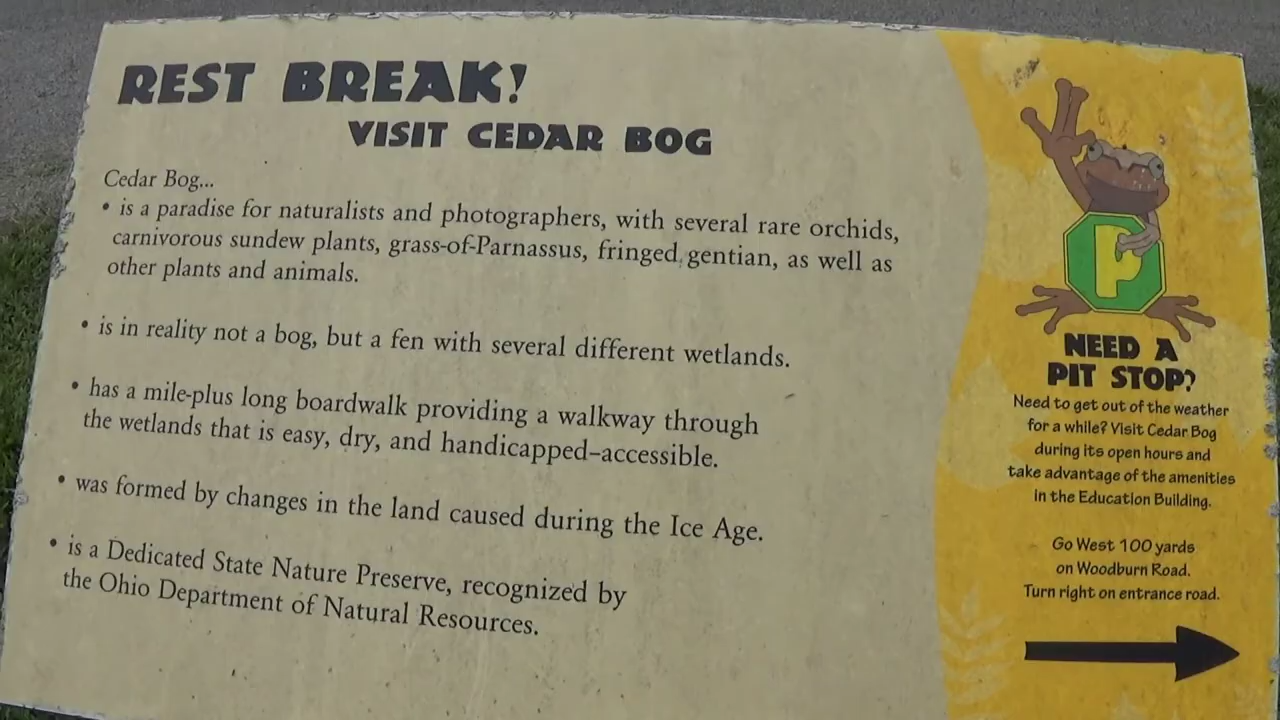 REST BREAK!
VISIT CEDAR BOG
Cedar Bog...
• is a paradise for naturalists and photographers, with several rare orchids,
carnivorous sundew plants, grass-of-Parnassus, fringed gentian, as well as
other plants and animals.
• is in reality not a bog, but a fen with several different wetlands.
• has a mile-plus long boardwalk providing a walkway through
the wetlands that is easy, dry, and handicapped-accessible.
• was formed by changes in the land caused during the Ice Age.
• is a Dedicated State Nature Preserve, recognized by
the Ohio Department of Natural Resources.
P
NEED A
PIT STOP?
Need to get out of the weather
for a while? Visit Cedar Bog
during its open hours and
take advantage of the amenities
in the Education Building.
Go West 100 yards
on Woodburn Road.
Turn right on entrance road.